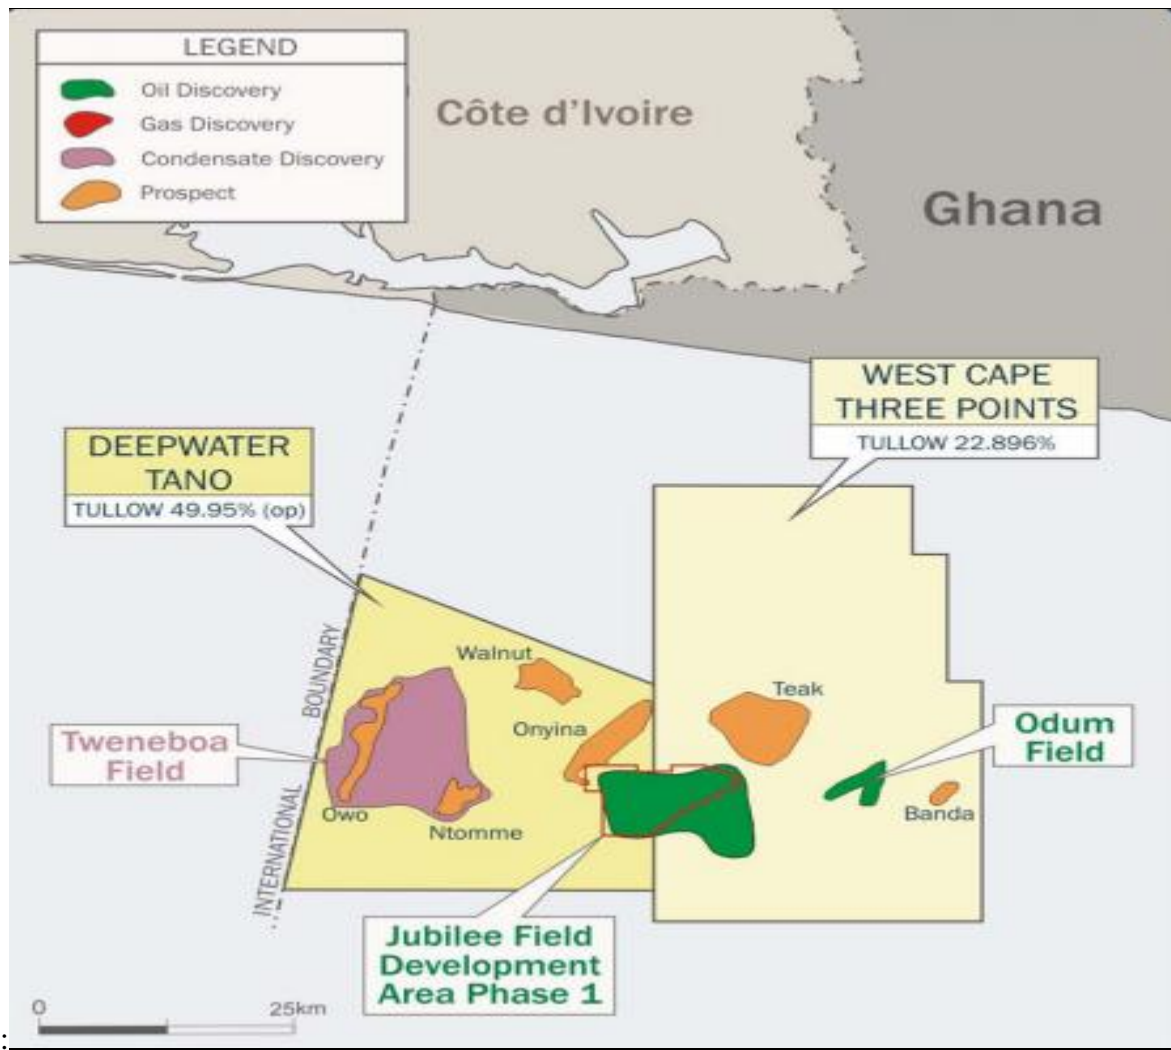 LEGEND
Oil Discovery
Gas Discovery
Condensate Discovery
Prospect
Côte d'Ivoire
Ghana
WEST CAPE
THREE POINTS
TULLOW 22.896%
DEEPWATER
TANO
TULLOW 49.95% (op)
INTERNATIONAL BOUNDARY
Walnut
Onyina
Teak
Tweneboa
Field
Odum
Field
Owo
Ntomme
Banda
Jubilee Field
Development
Area Phase 1
0 25km
: